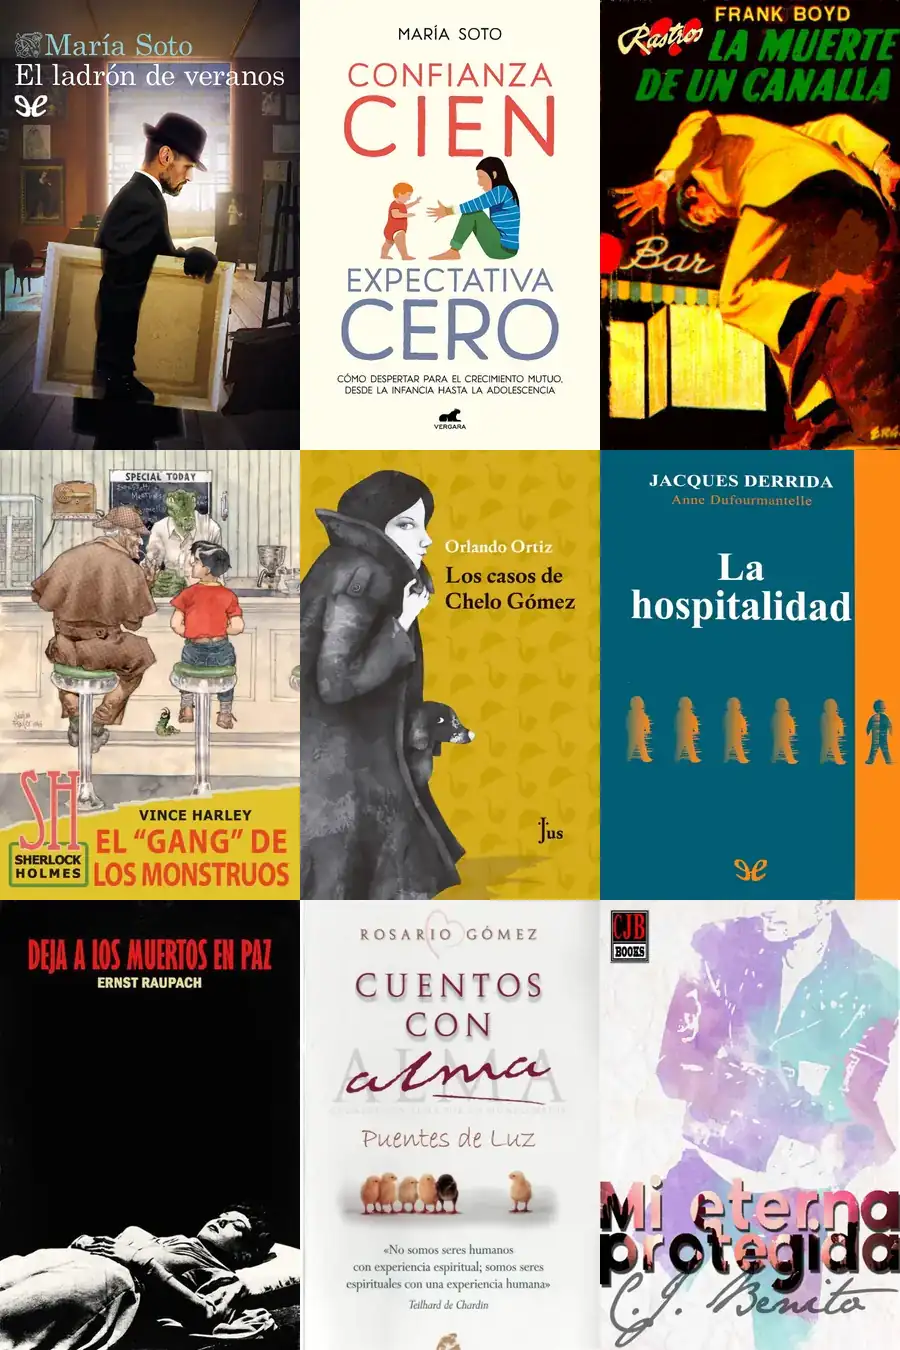 María Soto
El ladrón de veranos
MARÍA SOTO
CONFIANZA
CIEN
EXPECTATIVA
CERO
CÓMO DESPERTAR PARA EL CRECIMIENTO MUTUO,
DESDE LA INFANCIA HASTA LA ADOLESCENCIA
VERGARA
FRANK BOYD
Rastros
LA MUERTE
DE UN CANALLA
Bar
SPECIAL TODAY
SH
SHERLOCK
HOLMES
VINCE HARLEY
EL "GANG" DE
LOS MONSTRUOS
Orlando Ortiz
Los casos de
Chelo Gómez
Jus
JACQUES DERRIDA
Anne Dufourmantelle
La
hospitalidad
DEJA A LOS MUERTOS EN PAZ
ERNST RAUPACH
ROSARIO GÓMEZ
CUENTOS
CON
ALMA
alma
Puentes de Luz
«No somos seres humanos
con experiencia espiritual; somos seres
espirituales con una experiencia humana»
Teilhard de Chardin
CJB
BOOKS
Mi eterna
protegida
C.J. Benito